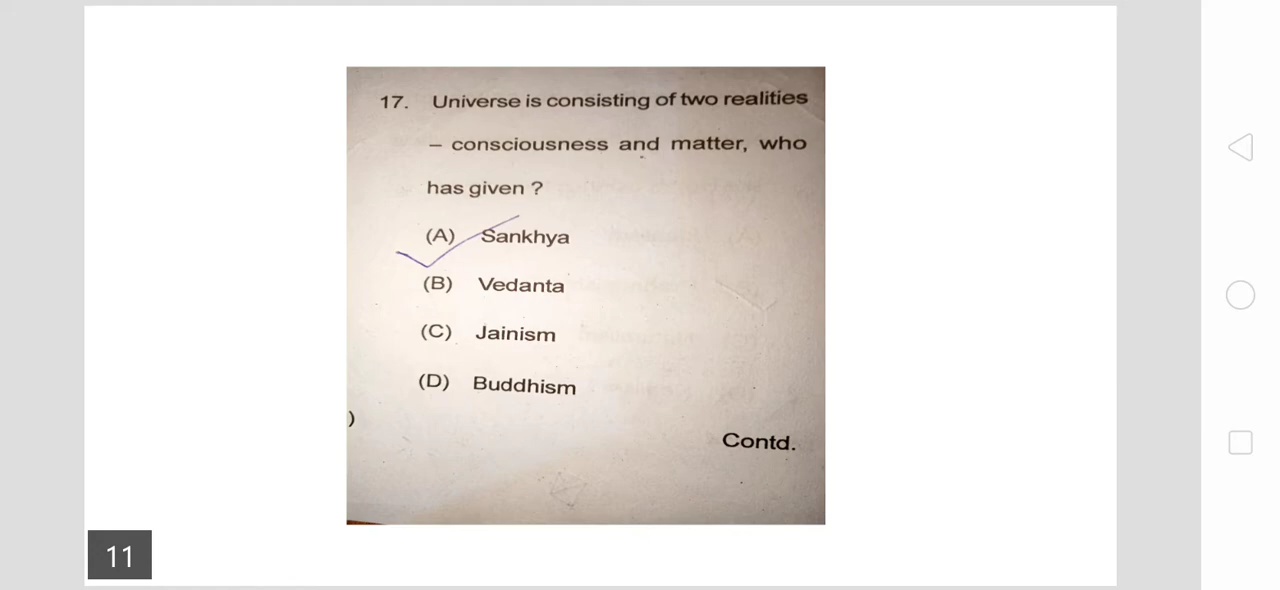 17. Universe is consisting of two realities
– consciousness and matter, who
has given ?
(A) Sankhya
(B) Vedanta
(C) Jainism
(D) Buddhism
)
Contd.
11